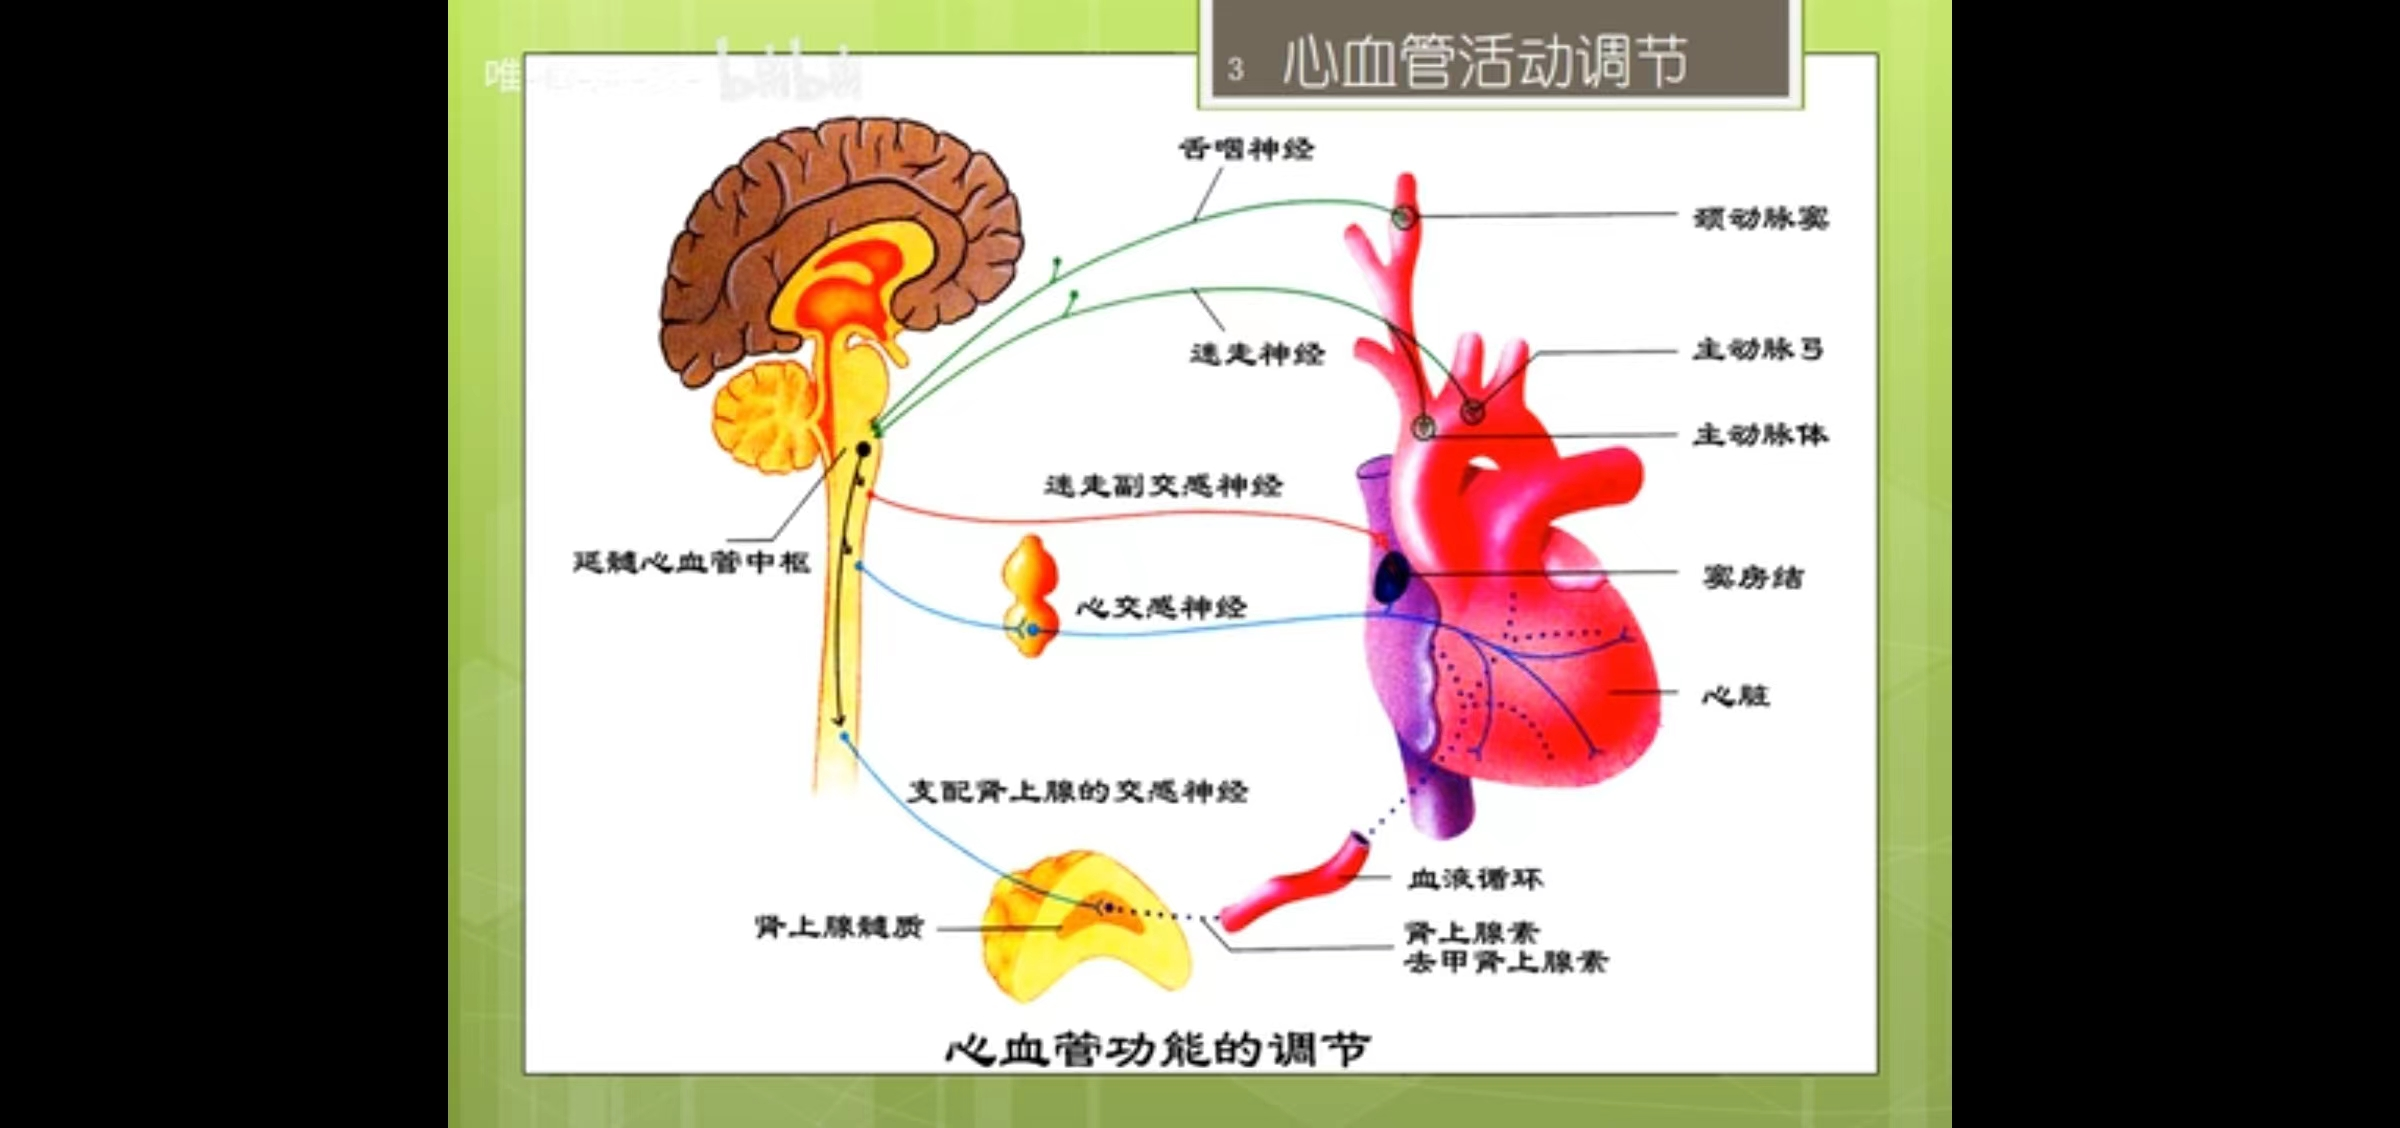 唯
bilibili
3 心血管活动调节
舌咽神经
颈动脉窦
迷走神经
主动脉弓
主动脉体
迷走副交感神经
延髓心血管中枢
窦房结
心交感神经
心脏
支配肾上腺的交感神经
血液循环
肾上腺髓质
肾上腺素
去甲肾上腺素
心血管功能的调节